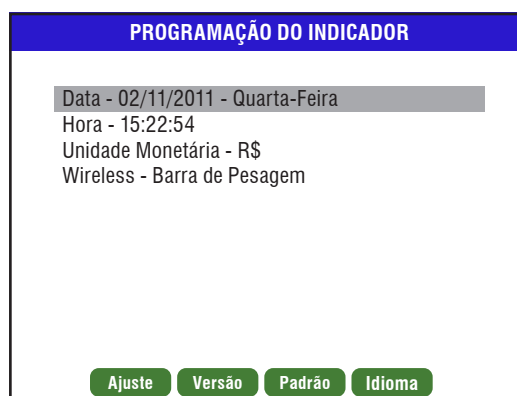 PROGRAMAÇÃO DO INDICADOR
Data - 02/11/2011 - Quarta-Feira
Hora - 15:22:54
Unidade Monetária - R$
Wireless - Barra de Pesagem
Ajuste Versão Padrão Idioma